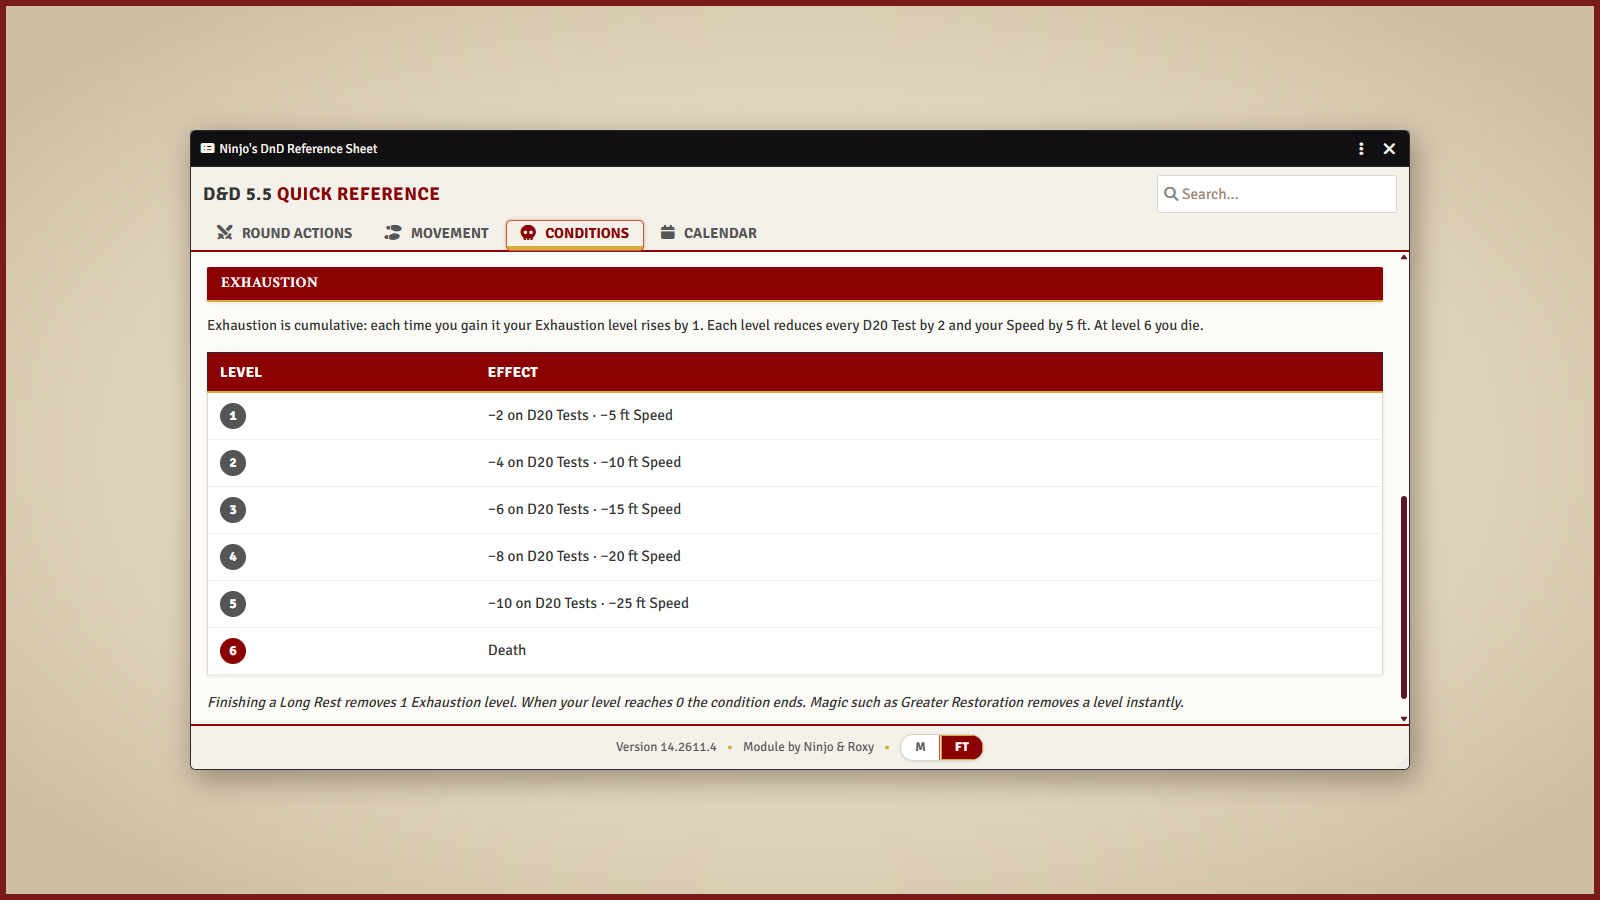 Ninjo's DnD Reference Sheet
D&D 5.5 QUICK REFERENCE
Search...
ROUND ACTIONS
MOVEMENT
CONDITIONS
CALENDAR
EXHAUSTION
Exhaustion is cumulative: each time you gain it your Exhaustion level rises by 1. Each level reduces every D20 Test by 2 and your Speed by 5 ft. At level 6 you die.
LEVEL EFFECT
1 −2 on D20 Tests · −5 ft Speed
2 −4 on D20 Tests · −10 ft Speed
3 −6 on D20 Tests · −15 ft Speed
4 −8 on D20 Tests · −20 ft Speed
5 −10 on D20 Tests · −25 ft Speed
6 Death
Finishing a Long Rest removes 1 Exhaustion level. When your level reaches 0 the condition ends. Magic such as Greater Restoration removes a level instantly.
Version 14.2611.4 • Module by Ninjo & Roxy • M FT